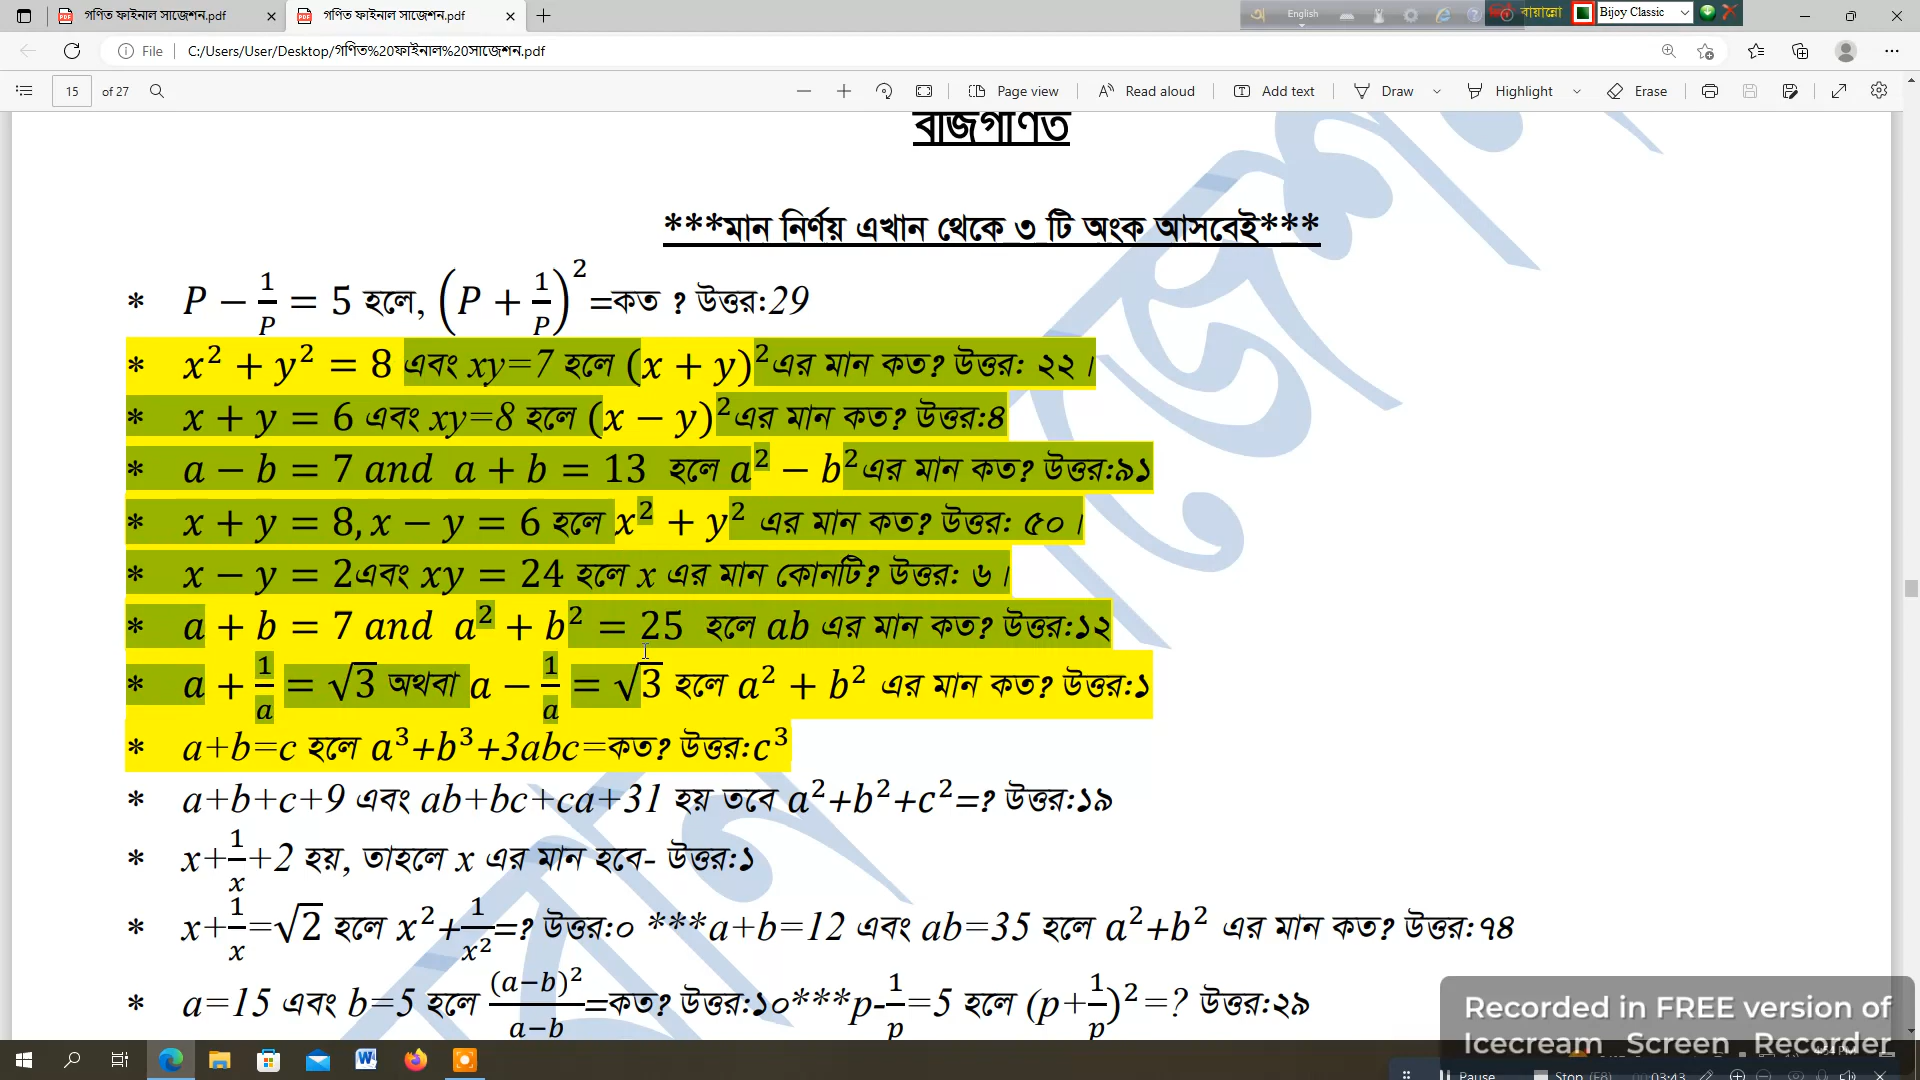 গণিত ফাইনাল সাজেশন.pdf
গণিত ফাইনাল সাজেশন.pdf
English
বায়ান্নো
Bijoy Classic
File
C:/Users/User/Desktop/গণিত%20ফাইনাল%20সাজেশন.pdf
15 of 27
Page view
Read aloud
Add text
Draw
Highlight
Erase
বীজগণিত
***মান নির্ণয় এখান থেকে ৩ টি অংক আসবেই***
* P − 1/P = 5 হলে, (P + 1/P)² =কত ? উত্তর:29
* x² + y² = 8 এবং xy=7 হলে (x + y)²এর মান কত? উত্তর: ২২ ।
* x + y = 6 এবং xy=8 হলে (x − y)²এর মান কত? উত্তর:৪
* a − b = 7 and a + b = 13 হলে a² − b²এর মান কত? উত্তর:৯১
* x + y = 8, x − y = 6 হলে x² + y² এর মান কত? উত্তর: ৫০ ।
* x − y = 2এবং xy = 24 হলে x এর মান কোনটি? উত্তর: ৬ ।
* a + b = 7 and a² + b² = 25 হলে ab এর মান কত? উত্তর:১২
* a + 1/a = √3 অথবা a − 1/a = √3 হলে a² + b² এর মান কত? উত্তর:১
* a+b=c হলে a³+b³+3abc=কত? উত্তর:c³
* a+b+c+9 এবং ab+bc+ca+31 হয় তবে a²+b²+c²=? উত্তর:১৯
* x+1/x+2 হয়, তাহলে x এর মান হবে- উত্তর:১
* x+1/x=√2 হলে x²+1/x²=? উত্তর:০ ***a+b=12 এবং ab=35 হলে a²+b² এর মান কত? উত্তর:৭৪
* a=15 এবং b=5 হলে (a−b)²/a−b=কত? উত্তর:১০***p-1/p=5 হলে (p+1/p)²=? উত্তর:২৯
Recorded in FREE version of
Icecream Screen Recorder
Pause
Stop (F8)
03:43